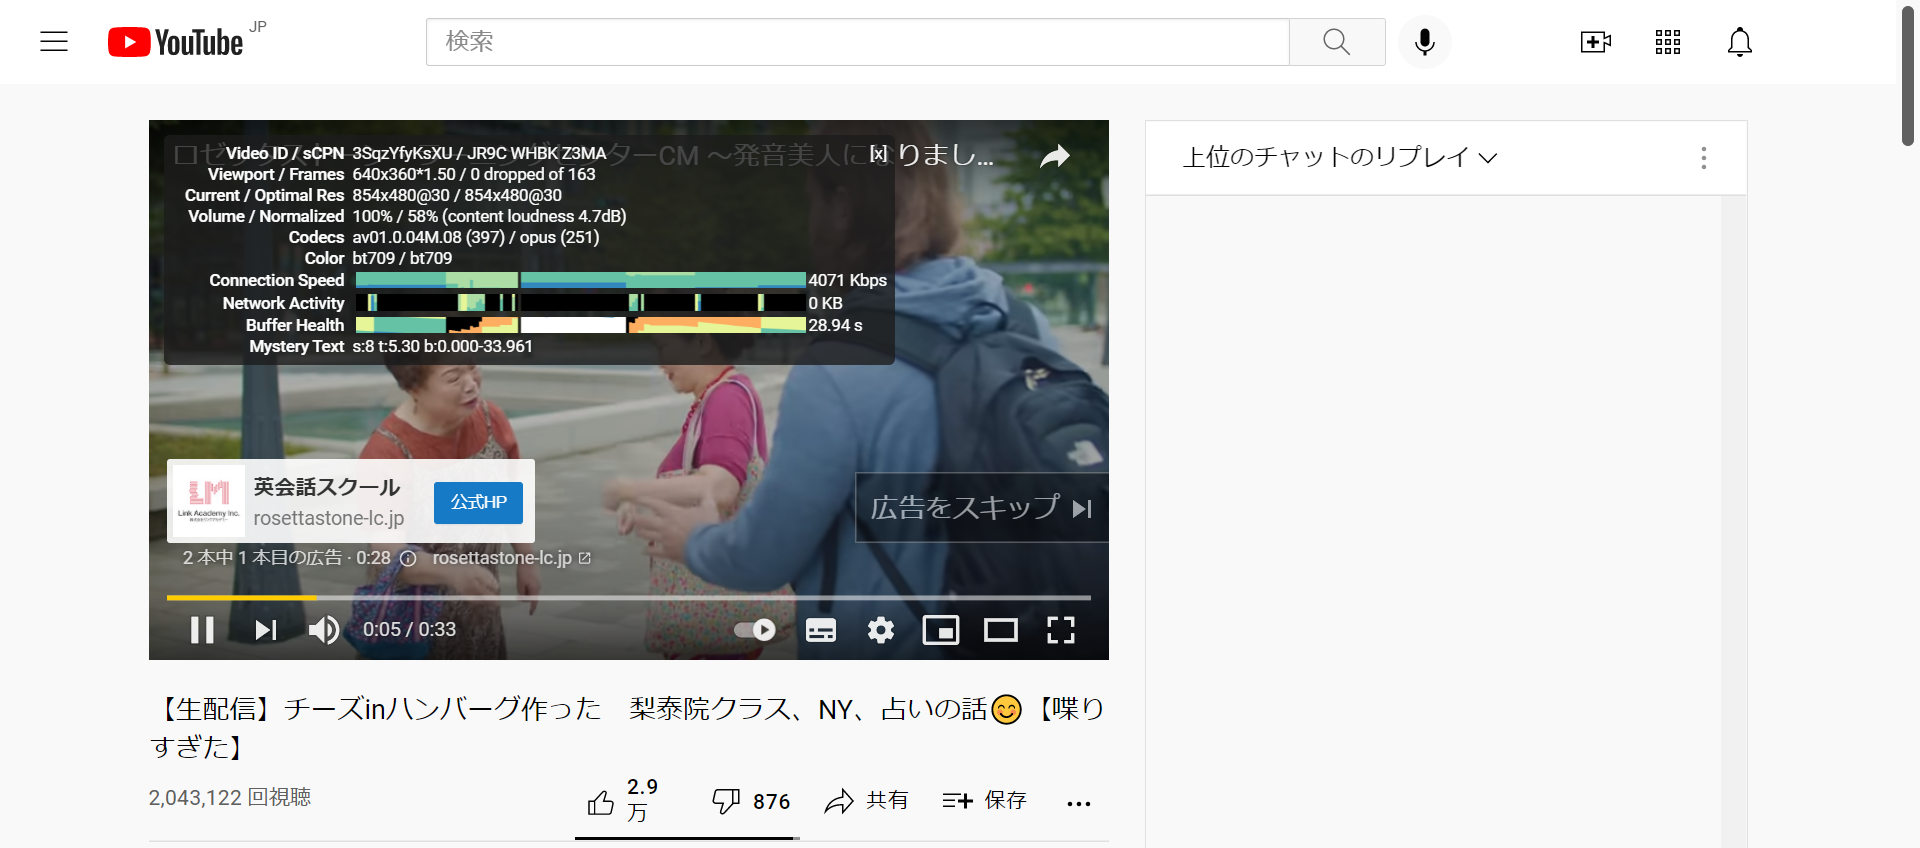 YouTube JP
検索
ロゼッ
ターCM ～発音美人になりまし...
[x]
Video ID / sCPN 3SqzYfyKsXU / JR9C WHBK Z3MA
Viewport / Frames 640x360*1.50 / 0 dropped of 163
Current / Optimal Res 854x480@30 / 854x480@30
Volume / Normalized 100% / 58% (content loudness 4.7dB)
Codecs av01.0.04M.08 (397) / opus (251)
Color bt709 / bt709
Connection Speed 4071 Kbps
Network Activity 0 KB
Buffer Health 28.94 s
Mystery Text s:8 t:5.30 b:0.000-33.961
LM
Link Academy Inc.
英会話スクール
rosettastone-lc.jp
公式HP
広告をスキップ
2 本中 1 本目の広告 · 0:28 rosettastone-lc.jp
0:05 / 0:33
上位のチャットのリプレイ
【生配信】チーズinハンバーグ作った　梨泰院クラス、NY、占いの話😊【喋り
すぎた】
2,043,122 回視聴
2.9
万
876
共有
保存